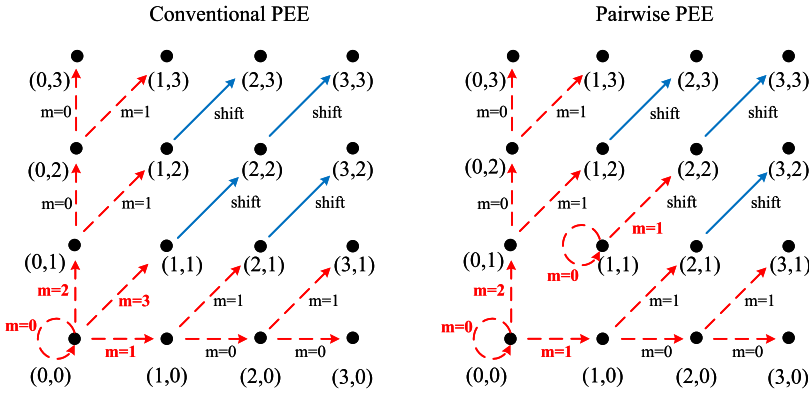 Conventional PEE
Pairwise PEE
(0,3) (1,3) (2,3) (3,3)
m=0 m=1 shift shift
(0,2) (1,2) (2,2) (3,2)
m=0 m=1 shift shift
(0,1) (1,1) (2,1) (3,1)
m=2 m=3 m=1 m=1
m=0
m=1 m=0 m=0
(0,0) (1,0) (2,0) (3,0)
(0,3) (1,3) (2,3) (3,3)
m=0 m=1 shift shift
(0,2) (1,2) (2,2) (3,2)
m=0 m=1 shift shift
m=1
m=0
(0,1) (1,1) (2,1) (3,1)
m=2 m=1 m=1
m=0
m=1 m=0 m=0
(0,0) (1,0) (2,0) (3,0)